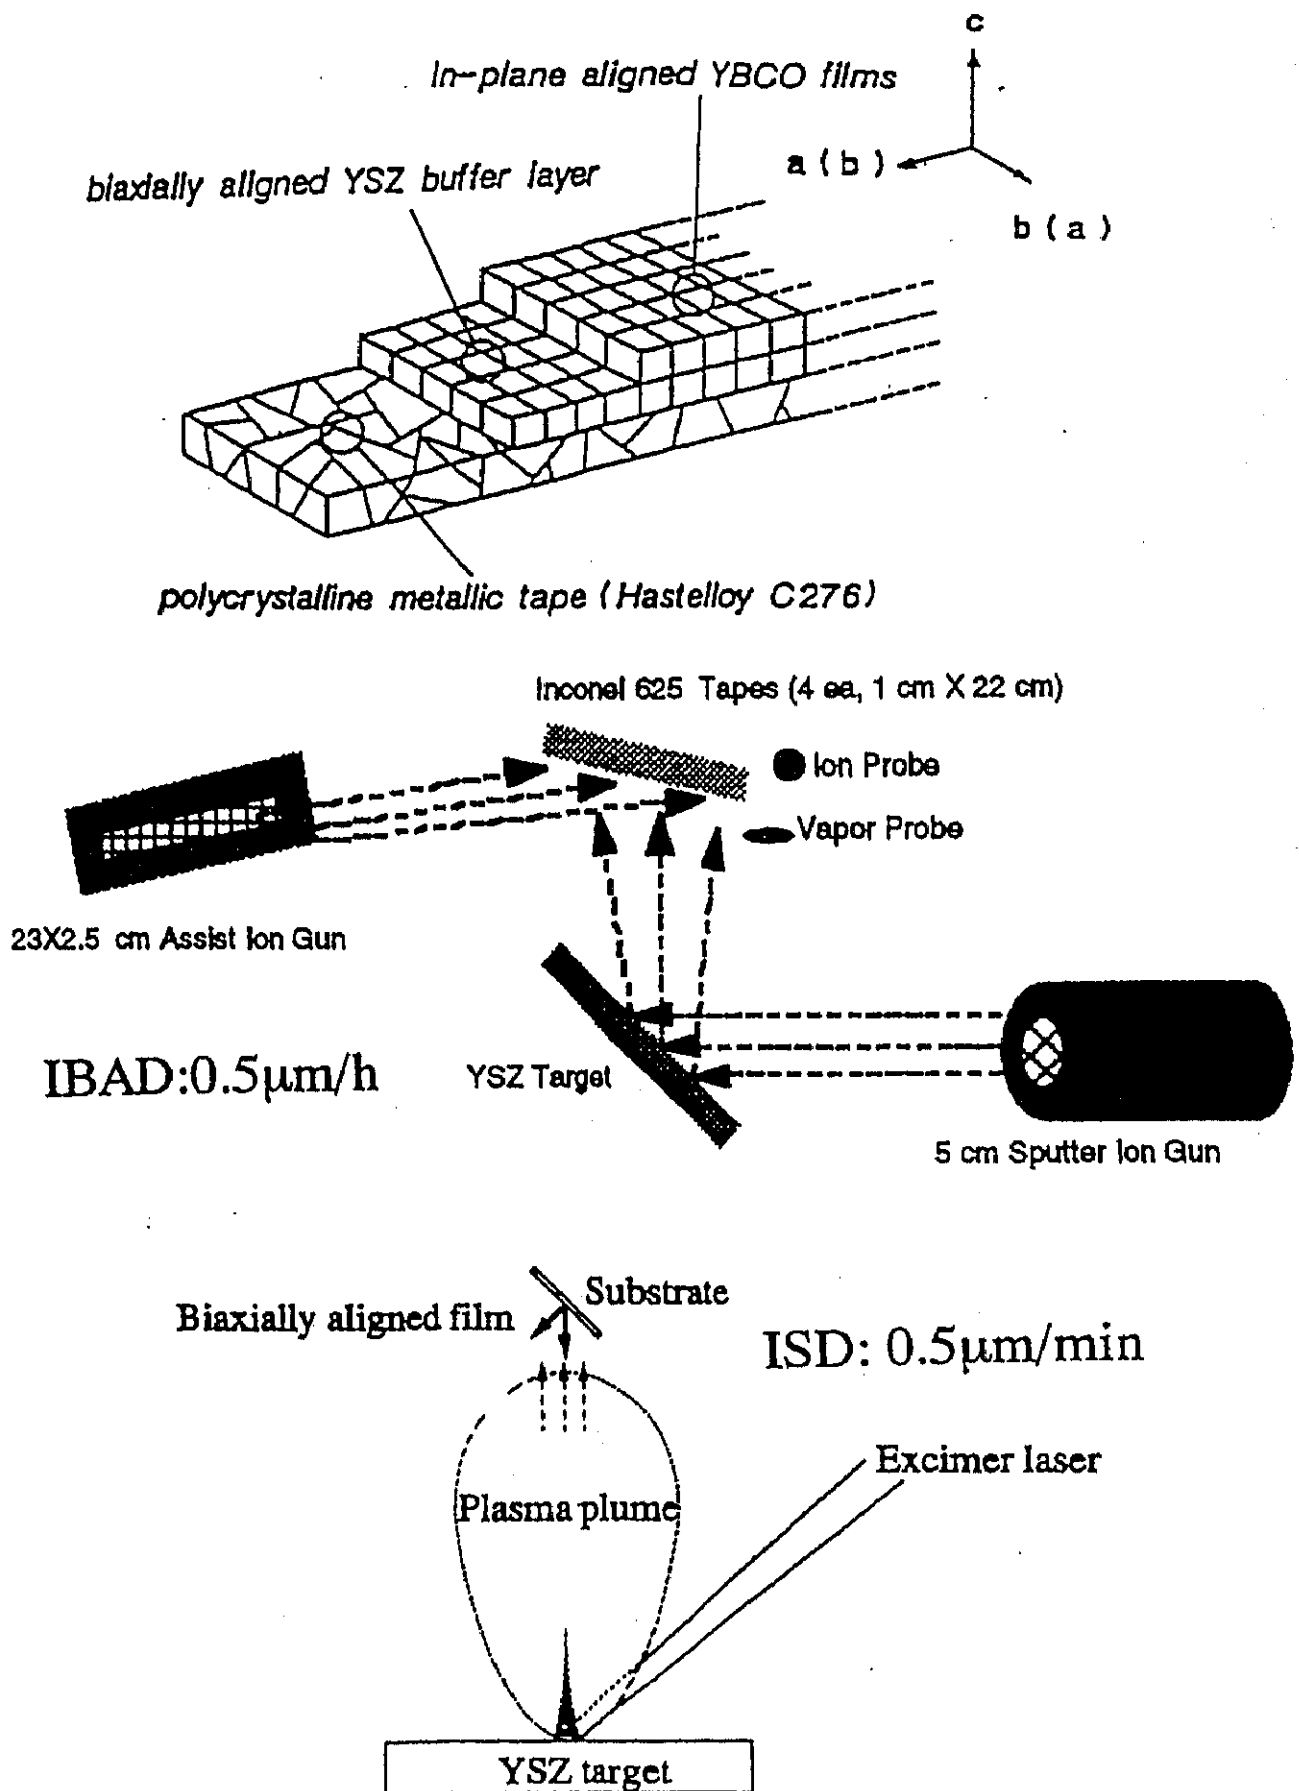 c
In-plane aligned YBCO films
a (b)
biaxially aligned YSZ buffer layer
b (a)
polycrystalline metallic tape (Hastelloy C276)
Inconel 625 Tapes (4 ea, 1 cm X 22 cm)
Ion Probe
Vapor Probe
23X2.5 cm Assist Ion Gun
IBAD:0.5μm/h
YSZ Target
5 cm Sputter Ion Gun
Substrate
Biaxially aligned film
ISD: 0.5μm/min
Excimer laser
Plasma plume
YSZ target